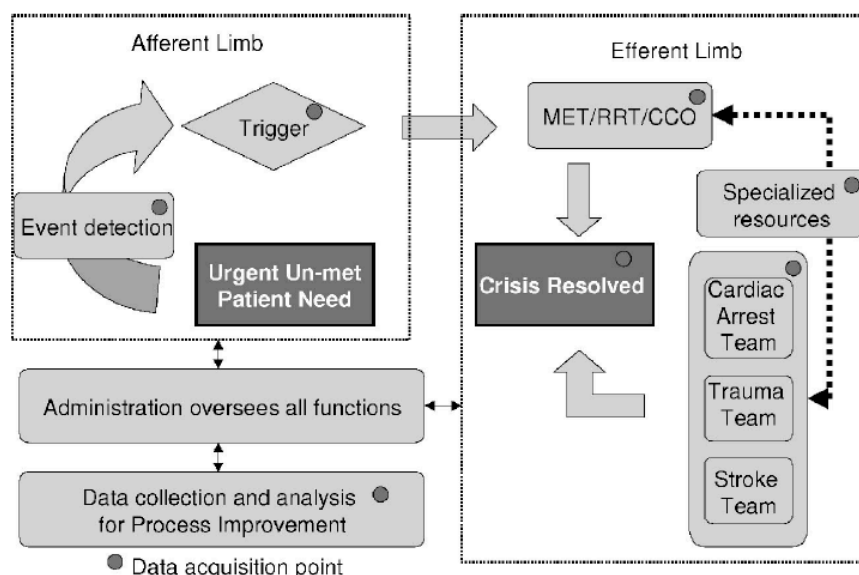 Afferent Limb
Trigger
Event detection
Urgent Un-met
Patient Need
Efferent Limb
MET/RRT/CCO
Specialized
resources
Crisis Resolved
Cardiac
Arrest
Team
Trauma
Team
Stroke
Team
Administration oversees all functions
Data collection and analysis
for Process Improvement
Data acquisition point